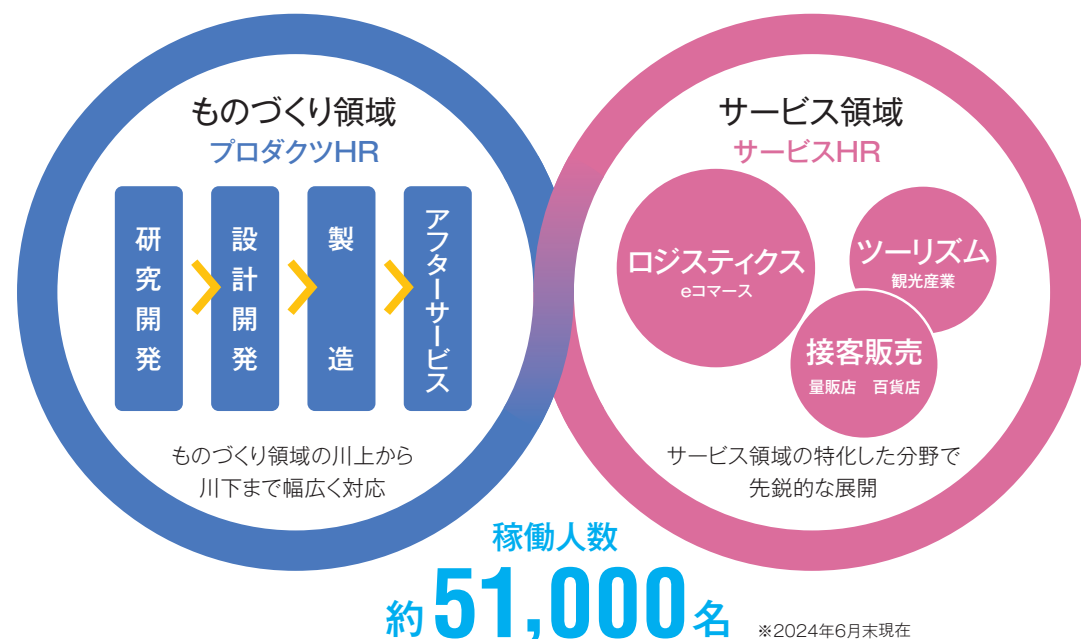 ものづくり領域
プロダクツHR
研究開発
設計開発
製造
アフターサービス
ものづくり領域の川上から
川下まで幅広く対応
サービス領域
サービスHR
ロジスティクス
eコマース
ツーリズム
観光産業
接客販売
量販店 百貨店
サービス領域の特化した分野で
先鋭的な展開
稼働人数
約51,000名 ※2024年6月末現在